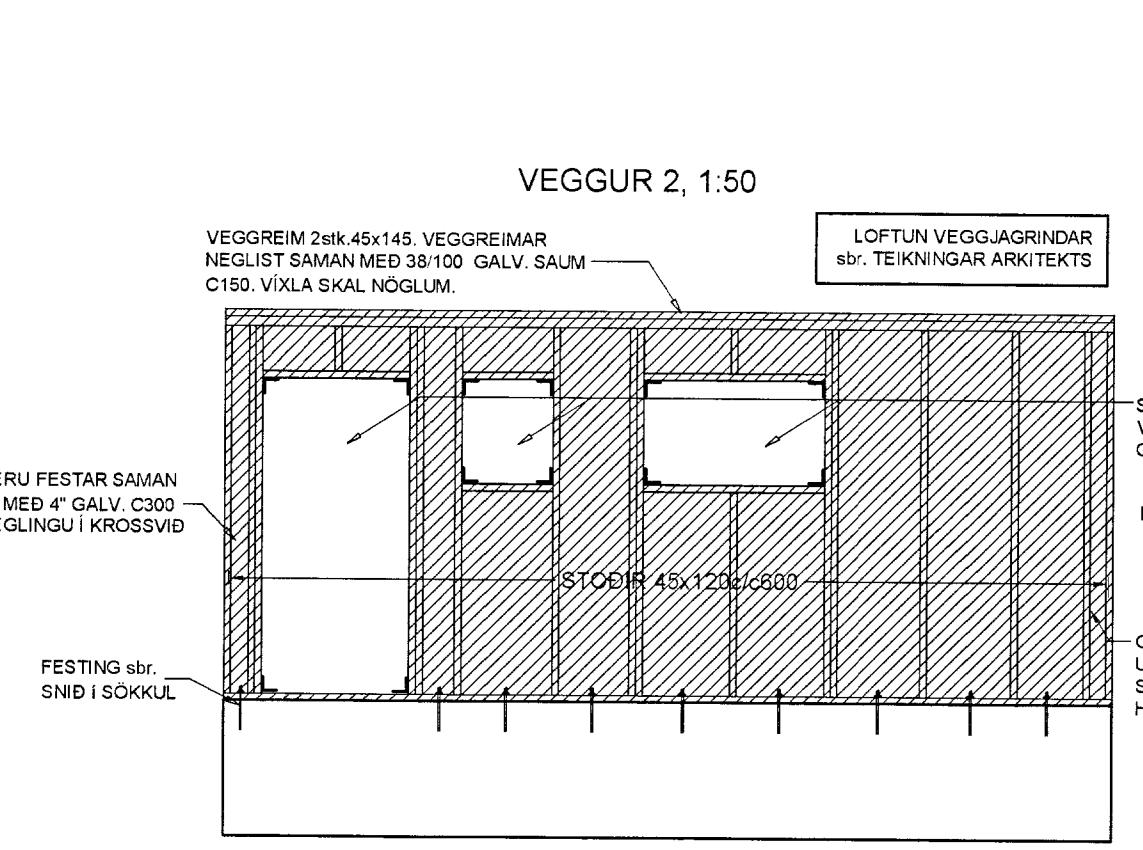 VEGGUR 2, 1:50
VEGGREIM 2stk.45x145. VEGGREIMAR
NEGLIST SAMAN MEÐ 38/100 GALV. SAUM
C150. VÍXLA SKAL NÖGLUM.
LOFTUN VEGGJAGRINDAR
sbr. TEIKNINGAR ARKITEKTS
ERU FESTAR SAMAN
MEÐ 4" GALV. C300
EGLINGU Í KROSSVIÐ
STOÐIR 45x120c/c600
FESTING sbr.
SNIÐ Í SÖKKUL